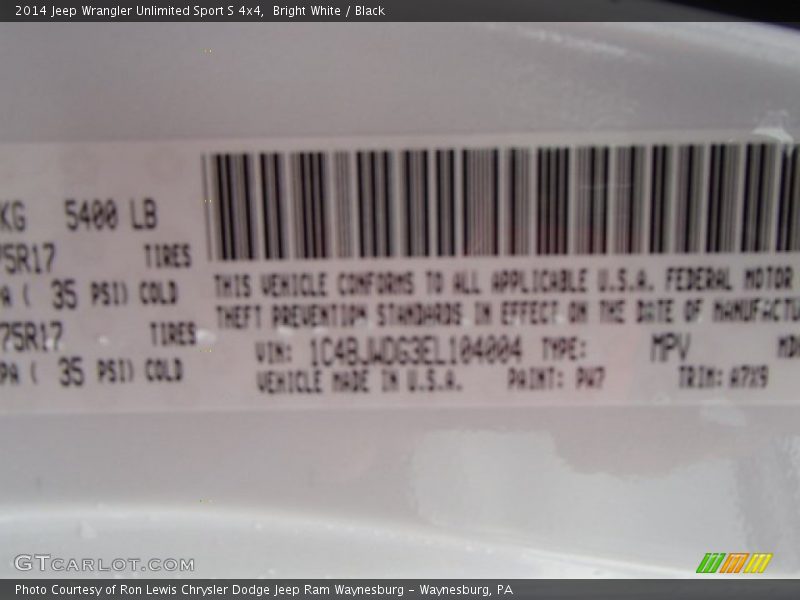 2014 Jeep Wrangler Unlimited Sport S 4x4, Bright White / Black
KG 5400 LB
75R17 TIRES
PA ( 35 PSI) COLD
75R17 TIRES
PA ( 35 PSI) COLD
THIS VEHICLE CONFORMS TO ALL APPLICABLE U.S.A. FEDERAL MOTOR
THEFT PREVENTION STANDARDS IN EFFECT ON THE DATE OF MANUFACTU
VIN: 1C4BJWDG3EL104004 TYPE: MPV MD
VEHICLE MADE IN U.S.A. PAINT: PW7 TRIM: A7X9
GTCARLOT.COM
Photo Courtesy of Ron Lewis Chrysler Dodge Jeep Ram Waynesburg - Waynesburg, PA